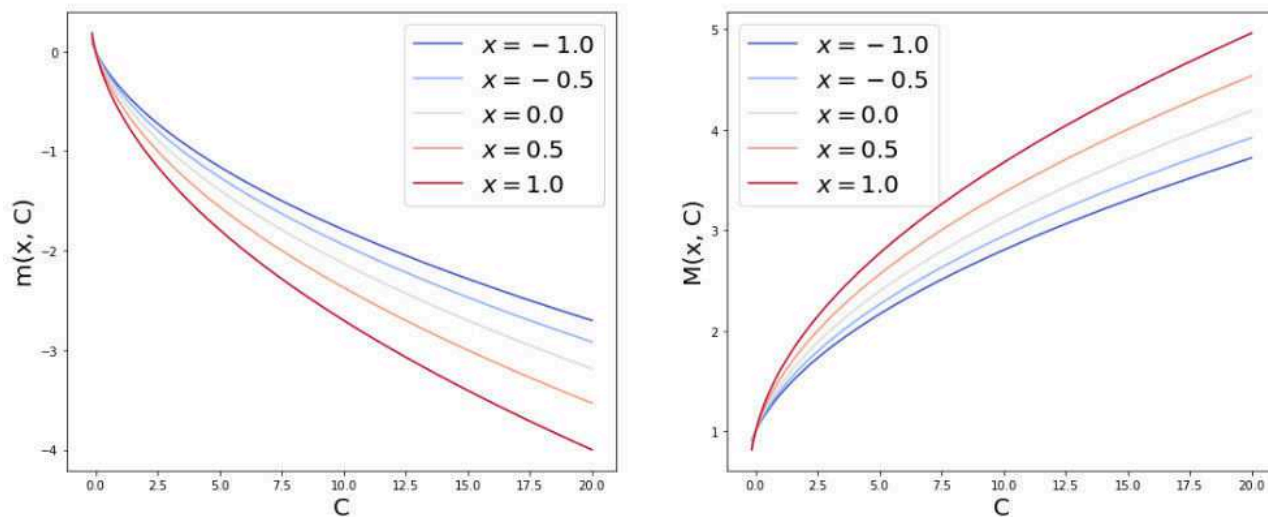 m(x, C)
0
−1
−2
−3
−4
x = − 1.0
x = − 0.5
x = 0.0
x = 0.5
x = 1.0
0.0 2.5 5.0 7.5 10.0 12.5 15.0 17.5 20.0
C
M(x, C)
5
4
3
2
1
x = − 1.0
x = − 0.5
x = 0.0
x = 0.5
x = 1.0
0.0 2.5 5.0 7.5 10.0 12.5 15.0 17.5 20.0
C